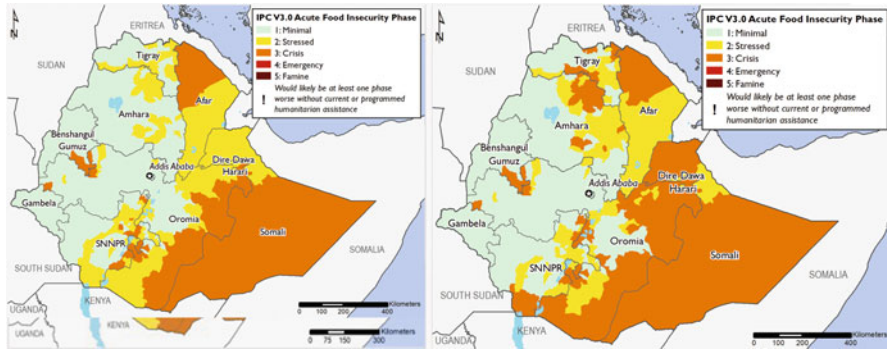 N
ERITREA
IPC V3.0 Acute Food Insecurity Phase
1: Minimal
2: Stressed
3: Crisis
4: Emergency
5: Famine
Would likely be at least one phase
! worse without current or programmed
humanitarian assistance
SUDAN
Tigray
Afar
Amhara
Benshangul
Gumuz
Dire-Dawa
Harari
Addis Ababa
Gambela
Oromia
Somali
SNNPR
SOUTH SUDAN
SOMALIA
UGANDA
KENYA
Kilometers
0 100 200 400
KENYA
UGANDA
Kilometers
0 75 150 300
N
ERITREA
IPC V3.0 Acute Food Insecurity Phase
1: Minimal
2: Stressed
3: Crisis
4: Emergency
5: Famine
Would likely be at least one phase
! worse without current or programmed
humanitarian assistance
SUDAN
Tigray
Afar
Amhara
Benshangul
Gumuz
Dire-Dawa
Harari
Addis Ababa
Gambela
Oromia
Somali
SNNPR
SOUTH SUDAN
SOMALIA
UGANDA
KENYA
Kilometers
0 100 200 400